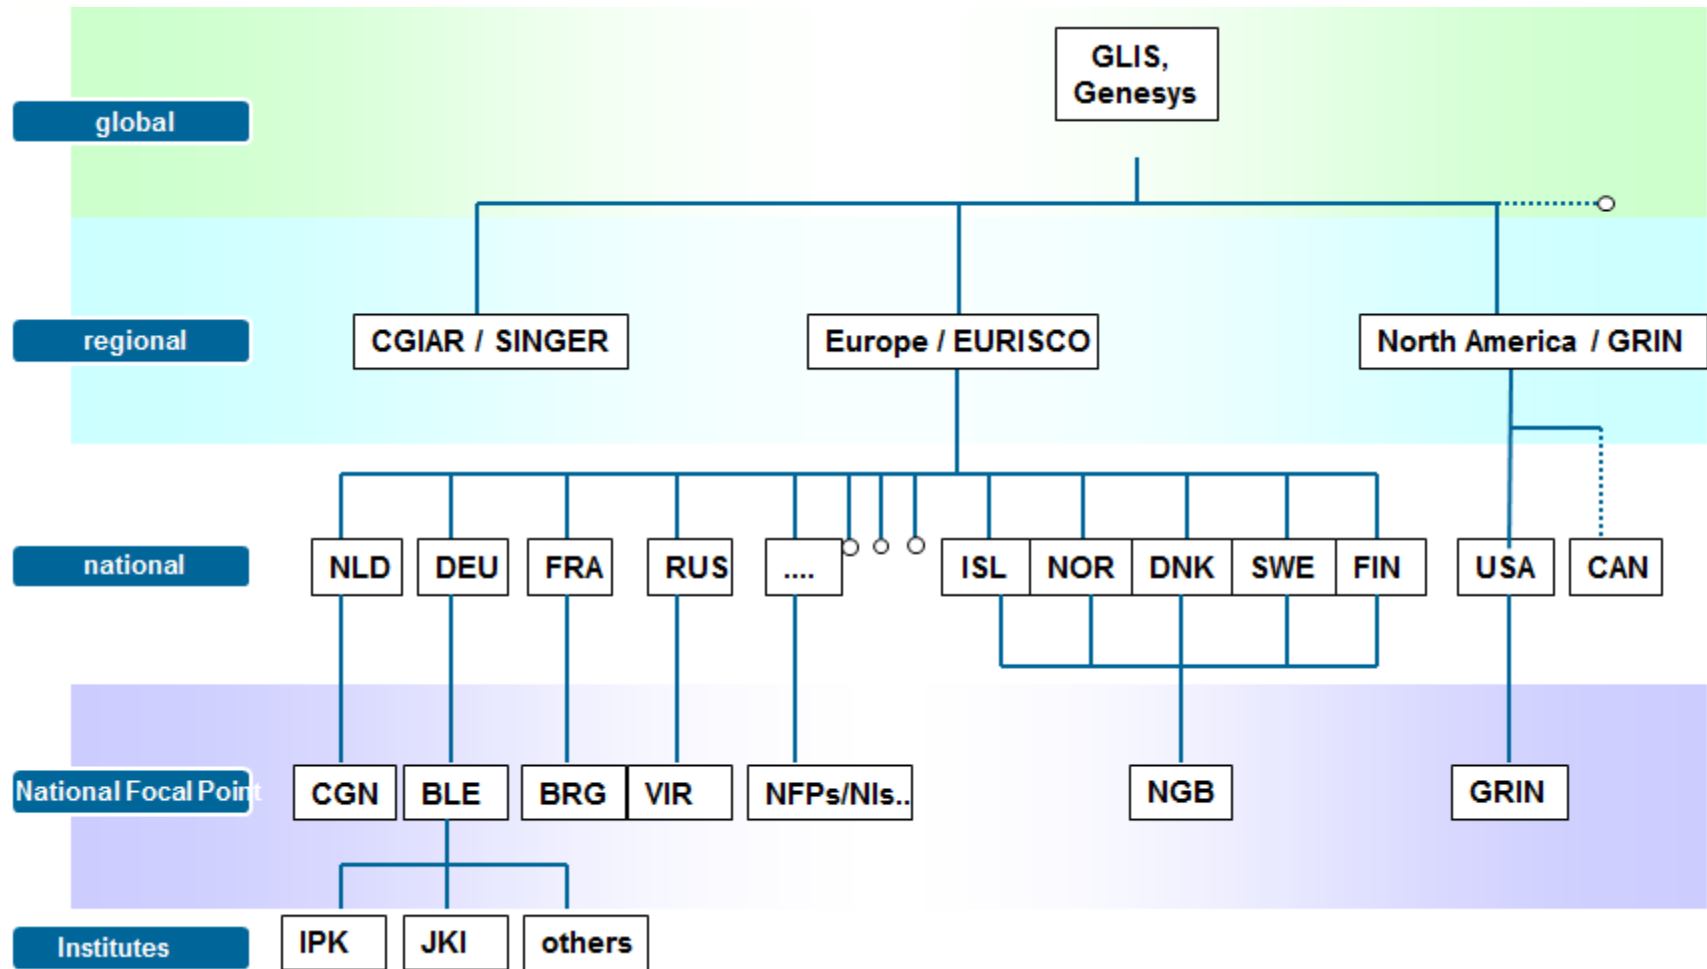 GLIS,
Genesys
global
regional
CGIAR / SINGER
Europe / EURISCO
North America / GRIN
national
NLD
DEU
FRA
RUS
....
ISL
NOR
DNK
SWE
FIN
USA
CAN
National Focal Point
CGN
BLE
BRG
VIR
NFPs/NIs..
NGB
GRIN
Institutes
IPK
JKI
others